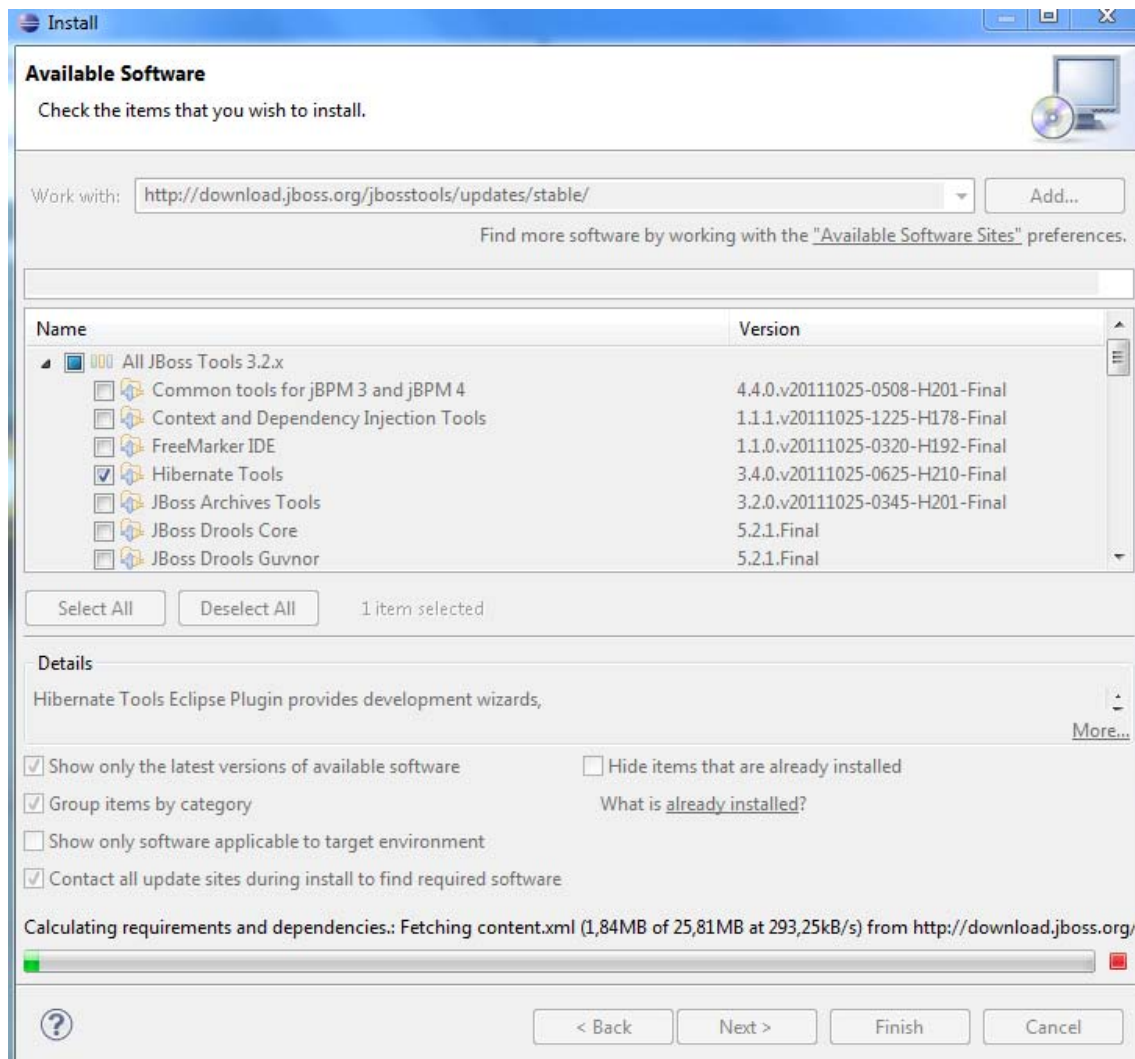 Install
Available Software
Check the items that you wish to install.
Work with: http://download.jboss.org/jbosstools/updates/stable/ Add...
Find more software by working with the "Available Software Sites" preferences.
Name Version
All JBoss Tools 3.2.x
Common tools for jBPM 3 and jBPM 4 4.4.0.v20111025-0508-H201-Final
Context and Dependency Injection Tools 1.1.1.v20111025-1225-H178-Final
FreeMarker IDE 1.1.0.v20111025-0320-H192-Final
Hibernate Tools 3.4.0.v20111025-0625-H210-Final
JBoss Archives Tools 3.2.0.v20111025-0345-H201-Final
JBoss Drools Core 5.2.1.Final
JBoss Drools Guvnor 5.2.1.Final
Select All Deselect All 1 item selected
Details
Hibernate Tools Eclipse Plugin provides development wizards,
More...
Show only the latest versions of available software Hide items that are already installed
Group items by category What is already installed?
Show only software applicable to target environment
Contact all update sites during install to find required software
Calculating requirements and dependencies.: Fetching content.xml (1,84MB of 25,81MB at 293,25kB/s) from http://download.jboss.org/
? < Back Next > Finish Cancel